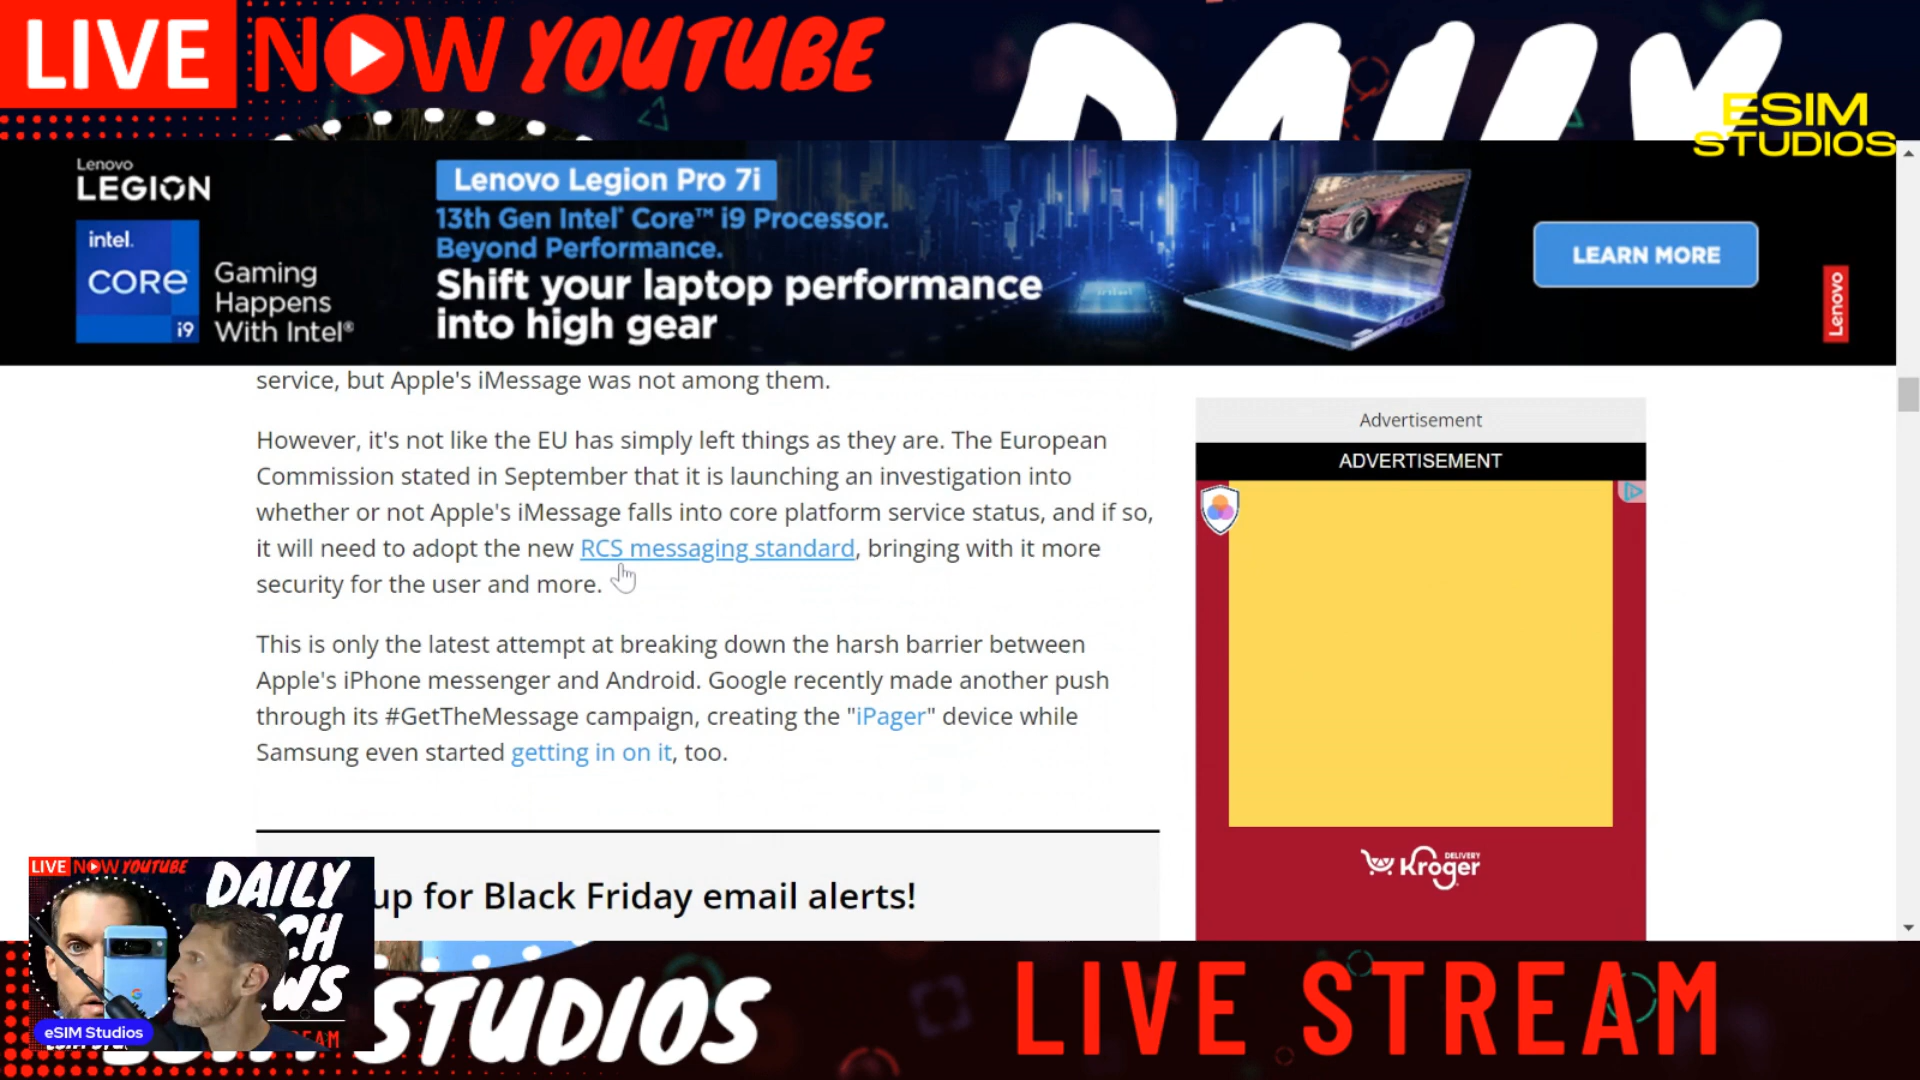 LIVE NOW YOUTUBE
DAILY
ESIM
STUDIOS
Lenovo
LEGION
intel.
CORE
i9
Gaming
Happens
With Intel®
Lenovo Legion Pro 7i
13th Gen Intel® Core™ i9 Processor.
Beyond Performance.
Shift your laptop performance
into high gear
intel
LEARN MORE
Lenovo
service, but Apple's iMessage was not among them.
However, it's not like the EU has simply left things as they are. The European
Commission stated in September that it is launching an investigation into
whether or not Apple's iMessage falls into core platform service status, and if so,
it will need to adopt the new RCS messaging standard, bringing with it more
security for the user and more.
This is only the latest attempt at breaking down the harsh barrier between
Apple's iPhone messenger and Android. Google recently made another push
through its #GetTheMessage campaign, creating the "iPager" device while
Samsung even started getting in on it, too.
Advertisement
ADVERTISEMENT
Kroger
DELIVERY
up for Black Friday email alerts!
LIVE NOW YOUTUBE
DAILY
CH
WS
G
eSIM Studios
STUDIOS
LIVE STREAM